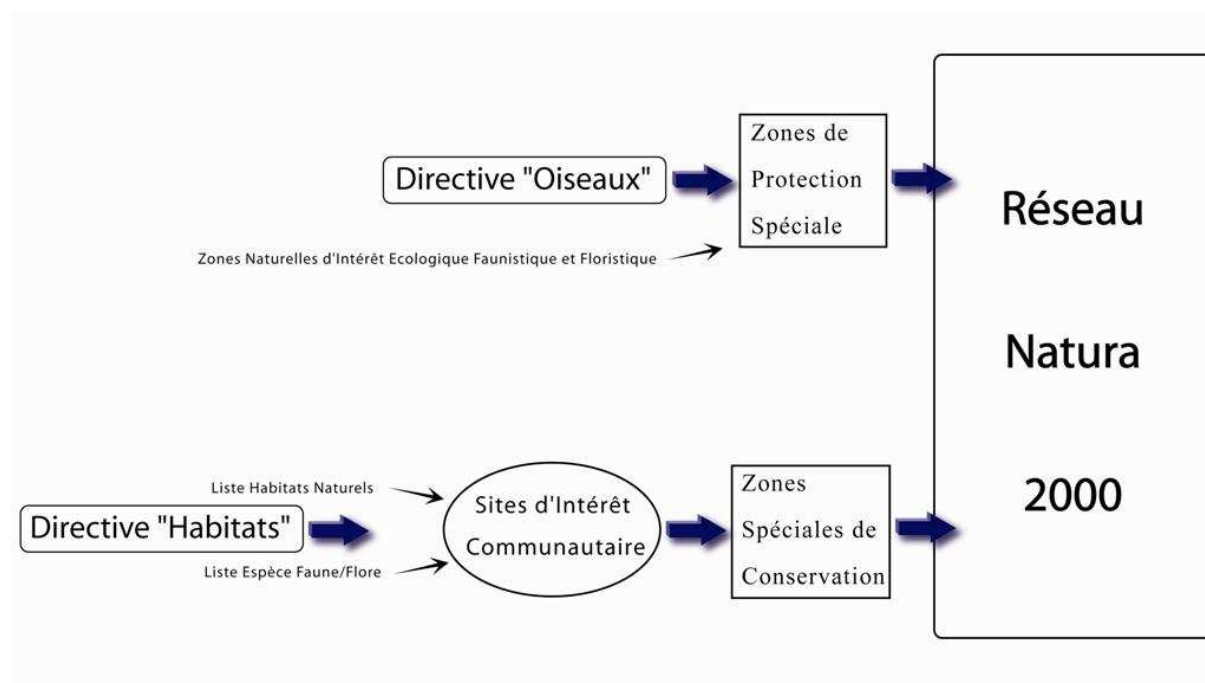 Directive "Oiseaux"
Zones de
Protection
Spéciale
Zones Naturelles d'Intérêt Ecologique Faunistique et Floristique
Directive "Habitats"
Liste Habitats Naturels
Liste Espèce Faune/Flore
Sites d'Intérêt
Communautaire
Zones
Spéciales de
Conservation
Réseau
Natura
2000